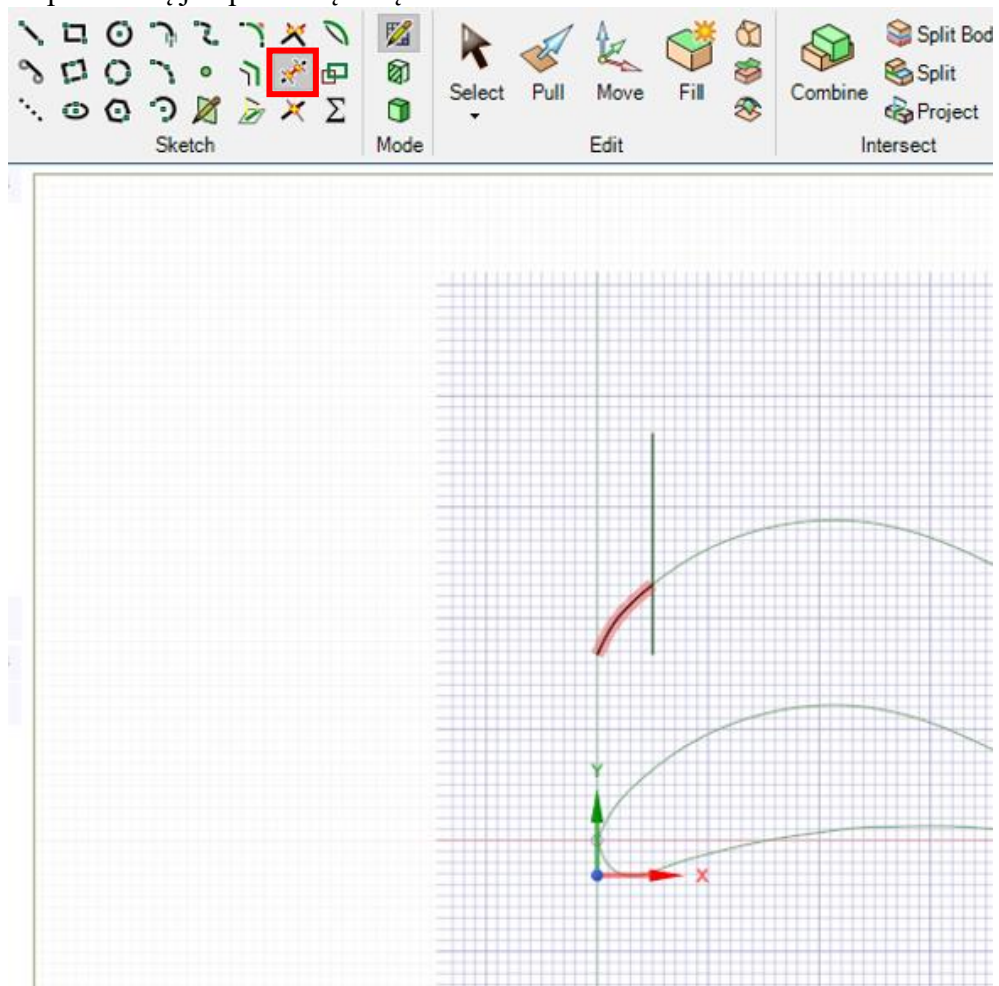 Select
Pull
Move
Fill
Combine
Split Bod
Split
Project
Sketch
Mode
Edit
Intersect
Y
X